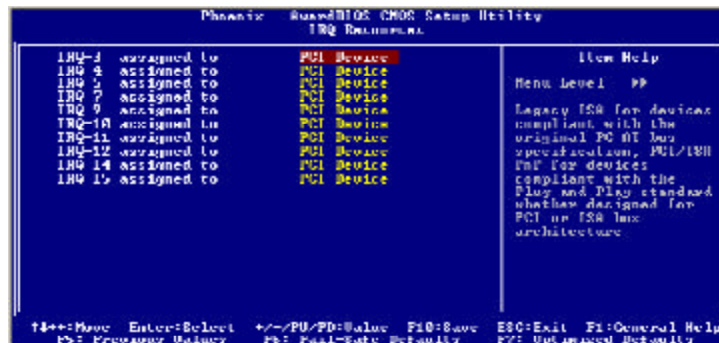 Phoenix - AwardBIOS CMOS Setup Utility
IRQ Resources
IRQ-3 assigned to PCI Device
IRQ 4 assigned to PCI Device
IRQ 5 assigned to PCI Device
IRQ 7 assigned to PCI Device
IRQ 9 assigned to PCI Device
IRQ-10 assigned to PCI Device
IRQ-11 assigned to PCI Device
IRQ-12 assigned to PCI Device
IRQ 14 assigned to PCI Device
IRQ 15 assigned to PCI Device
Item Help
Menu Level ▶▶
Legacy ISA for devices
compliant with the
original PC AT bus
specification, PCI/ISA
PnP for devices
compliant with the
Plug and Play standard
whether designed for
PCI or ISA bus
architecture
↑↓→←:Move Enter:Select +/-/PU/PD:Value F10:Save ESC:Exit F1:General Help
F5: Previous Values F6: Fail-Safe Defaults F7: Optimized Defaults